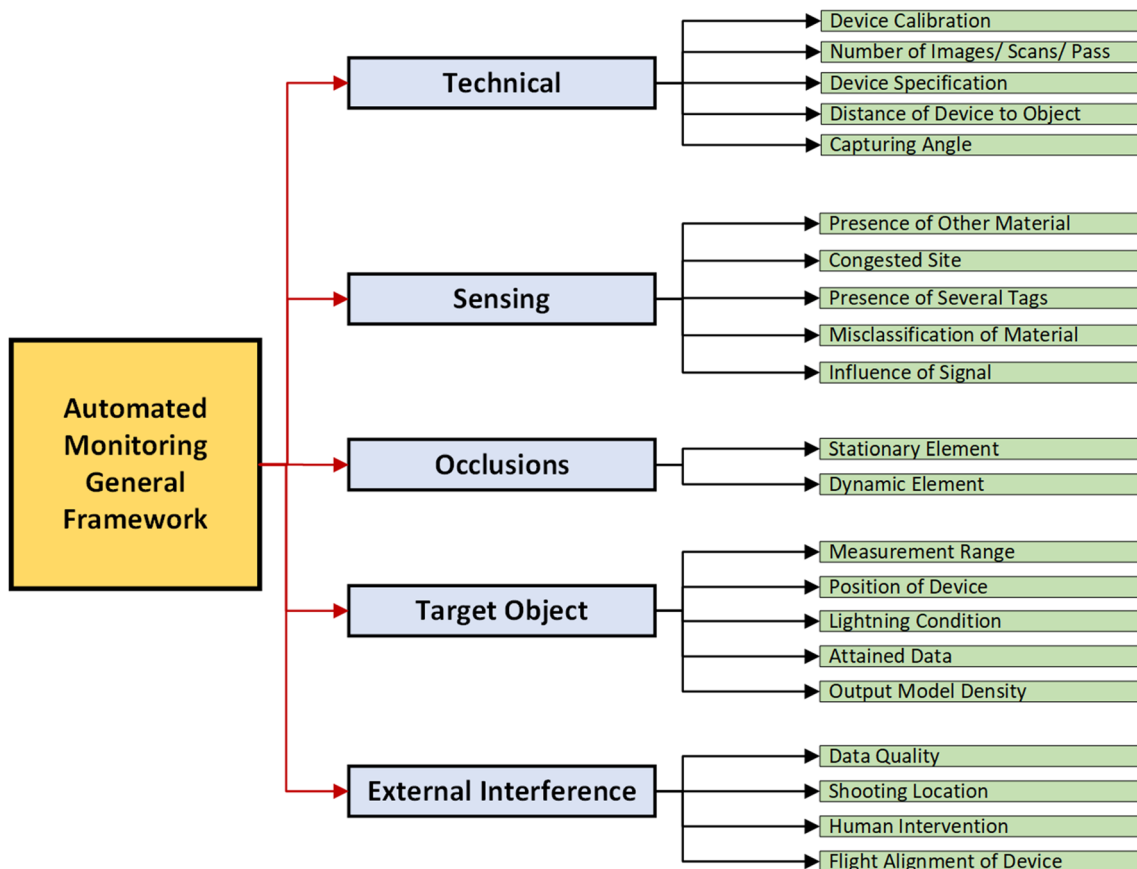 Automated
Monitoring
General
Framework
Technical
Device Calibration
Number of Images/ Scans/ Pass
Device Specification
Distance of Device to Object
Capturing Angle
Sensing
Presence of Other Material
Congested Site
Presence of Several Tags
Misclassification of Material
Influence of Signal
Occlusions
Stationary Element
Dynamic Element
Target Object
Measurement Range
Position of Device
Lightning Condition
Attained Data
Output Model Density
External Interference
Data Quality
Shooting Location
Human Intervention
Flight Alignment of Device